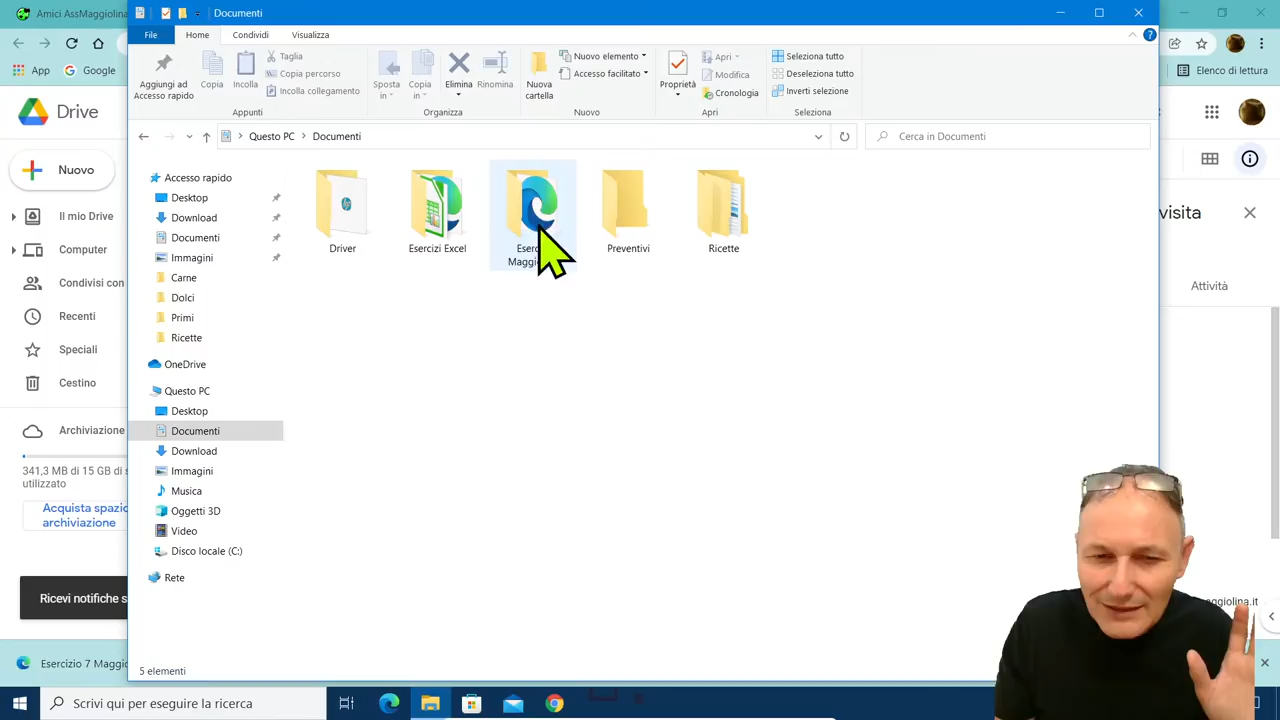 Amici AssMaggiolina
Documenti
File
Home
Condividi
Visualizza
Aggiungi ad
Accesso rapido
Copia
Incolla
Taglia
Copia percorso
Incolla collegamento
Appunti
Sposta
in
Copia
in
Elimina
Rinomina
Organizza
Nuova
cartella
Nuovo elemento
Accesso facilitato
Nuovo
Proprietà
Apri
Modifica
Cronologia
Apri
Seleziona tutto
Deseleziona tutto
Inverti selezione
Seleziona
App
Google
Elenco di lettura
Questo PC
Documenti
Cerca in Documenti
Drive
Nuovo
Il mio Drive
Computer
Condivisi con
Recenti
Speciali
Cestino
Archiviazione
341,3 MB di 15 GB di s
utilizzato
Acquista spazio
archiviazione
Ricevi notifiche s
Accesso rapido
Desktop
Download
Documenti
Immagini
Carne
Dolci
Primi
Ricette
OneDrive
Questo PC
Desktop
Documenti
Download
Immagini
Musica
Oggetti 3D
Video
Disco locale (C:)
Rete
Driver
Esercizi Excel
Preventivi
Ricette
visita
Attività
5 elementi
Esercizio 7 Maggio
Scrivi qui per eseguire la ricerca